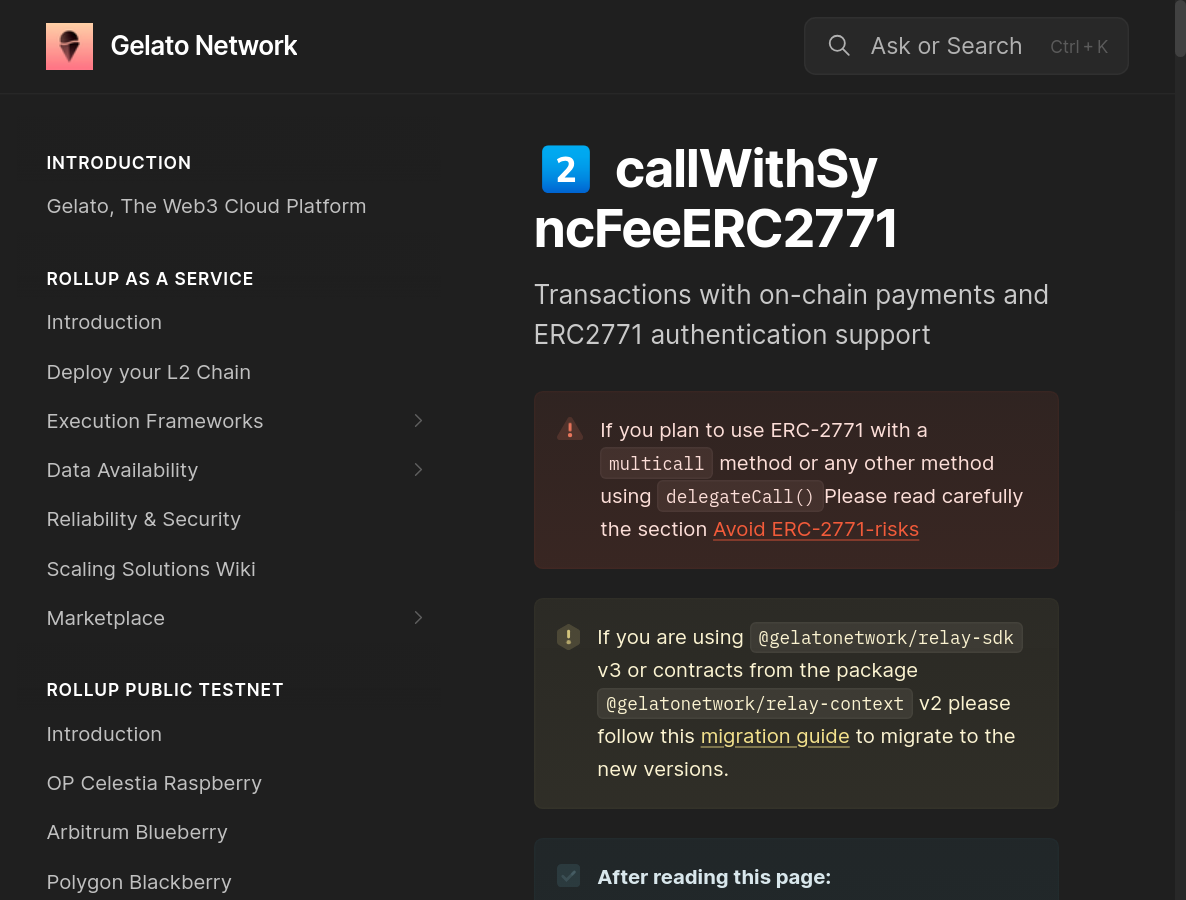 Gelato Network
Ask or Search Ctrl + K
INTRODUCTION
Gelato, The Web3 Cloud Platform
ROLLUP AS A SERVICE
Introduction
Deploy your L2 Chain
Execution Frameworks
Data Availability
Reliability & Security
Scaling Solutions Wiki
Marketplace
ROLLUP PUBLIC TESTNET
Introduction
OP Celestia Raspberry
Arbitrum Blueberry
Polygon Blackberry
2 callWithSy
ncFeeERC2771
Transactions with on-chain payments and
ERC2771 authentication support
If you plan to use ERC-2771 with a
multicall method or any other method
using delegateCall() Please read carefully
the section Avoid ERC-2771-risks
If you are using @gelatonetwork/relay-sdk
v3 or contracts from the package
@gelatonetwork/relay-context v2 please
follow this migration guide to migrate to the
new versions.
After reading this page: